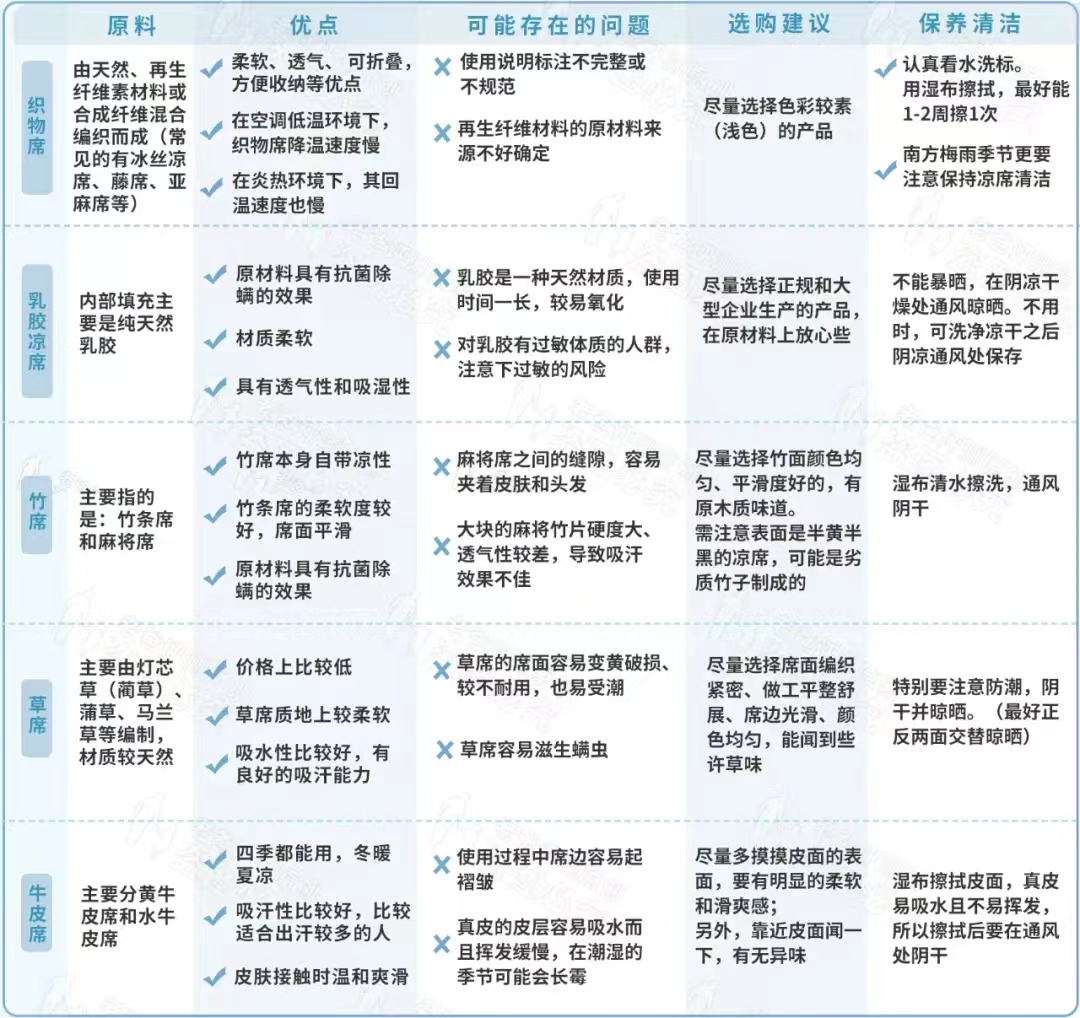 原料
优点
可能存在的问题
选购建议
保养清洁
织物席
由天然、再生
纤维素材料或
合成纤维混合
编织而成（常
见的有冰丝凉
席、藤席、亚
麻席等）
柔软、透气、可折叠，
方便收纳等优点
在空调低温环境下，
织物席降温速度慢
在炎热环境下，其回
温速度也慢
使用说明标注不完整或
不规范
再生纤维材料的原材料来
源不好确定
尽量选择色彩较素
（浅色）的产品
认真看水洗标。
用湿布擦拭，最好能
1-2周擦1次
南方梅雨季节更要
注意保持凉席清洁
乳胶凉席
内部填充主
要是纯天然
乳胶
原材料具有抗菌除
螨的效果
材质柔软
具有透气性和吸湿性
乳胶是一种天然材质，使用
时间一长，较易氧化
对乳胶有过敏体质的人群，
注意下过敏的风险
尽量选择正规和大
型企业生产的产品，
在原材料上放心些
不能暴晒，在阴凉干
燥处通风晾晒。不用
时，可洗净凉干之后
阴凉通风处保存
竹席
主要指的
是：竹条席
和麻将席
竹席本身自带凉性
竹条席的柔软度较
好，席面平滑
原材料具有抗菌除
螨的效果
麻将席之间的缝隙，容易
夹着皮肤和头发
大块的麻将竹片硬度大、
透气性较差，导致吸汗
效果不佳
尽量选择竹面颜色均
匀、平滑度好的，有
原木质味道。
需注意表面是半黄半
黑的凉席，可能是劣
质竹子制成的
湿布清水擦洗，通风
阴干
草席
主要由灯芯
草（蔺草）、
蒲草、马兰
草等编制，
材质较天然
价格上比较低
草席质地上较柔软
吸水性比较好，有
良好的吸汗能力
草席的席面容易变黄破损、
较不耐用，也易受潮
草席容易滋生螨虫
尽量选择席面编织
紧密、做工平整舒
展、席边光滑、颜
色均匀，能闻到些
许草味
特别要注意防潮，阴
干并晾晒。（最好正
反两面交替晾晒）
牛皮席
主要分黄牛
皮席和水牛
皮席
四季都能用，冬暖
夏凉
吸汗性比较好，比较
适合出汗较多的人
皮肤接触时温和爽滑
使用过程中席边容易起
褶皱
真皮的皮层容易吸水而
且挥发缓慢，在潮湿的
季节可能会长霉
尽量多摸摸皮面的表
面，要有明显的柔软
和滑爽感；
另外，靠近皮面闻一
下，有无异味
湿布擦拭皮面，真皮
易吸水且不易挥发，
所以擦拭后要在通风
处阴干